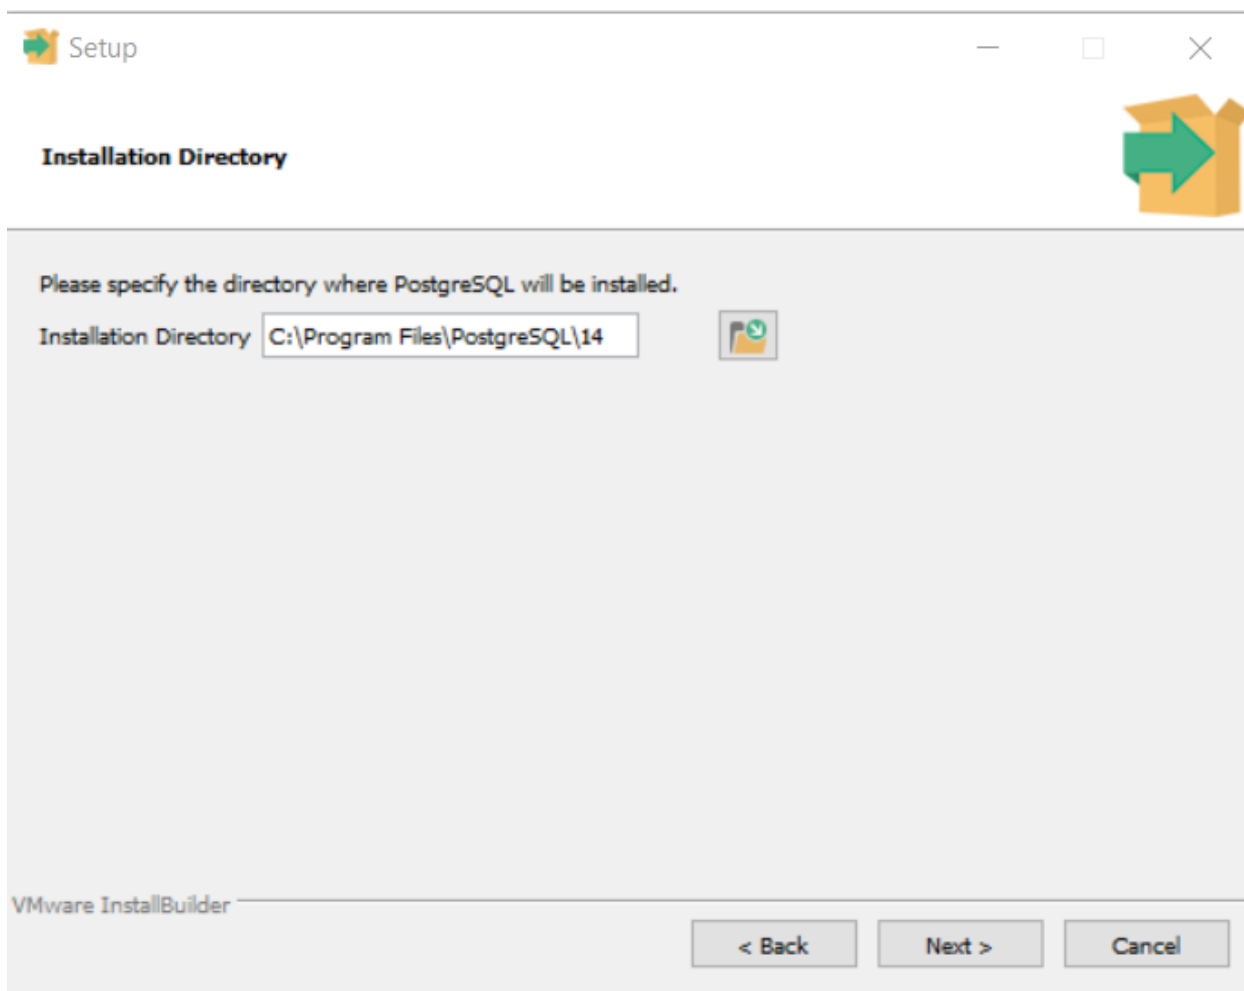 Setup
Installation Directory
Please specify the directory where PostgreSQL will be installed.
Installation Directory C:\Program Files\PostgreSQL\14
VMware InstallBuilder
< Back Next > Cancel